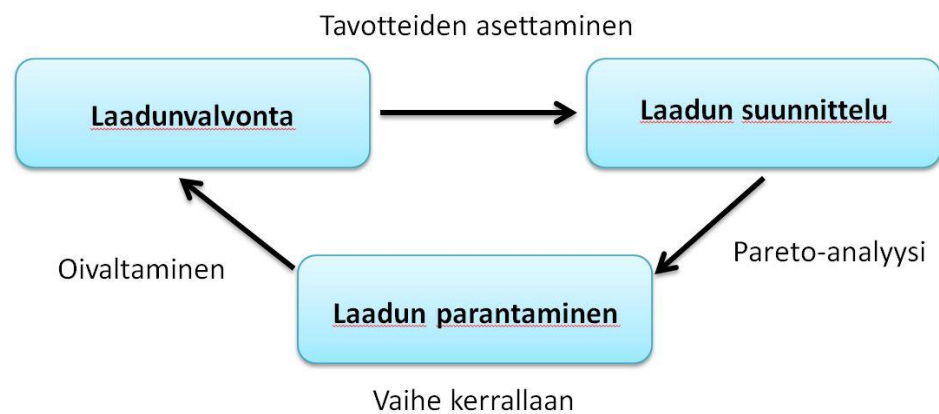 Tavotteiden asettaminen
Laadunvalvonta
Laadun suunnittelu
Oivaltaminen
Pareto-analyysi
Laadun parantaminen
Vaihe kerrallaan